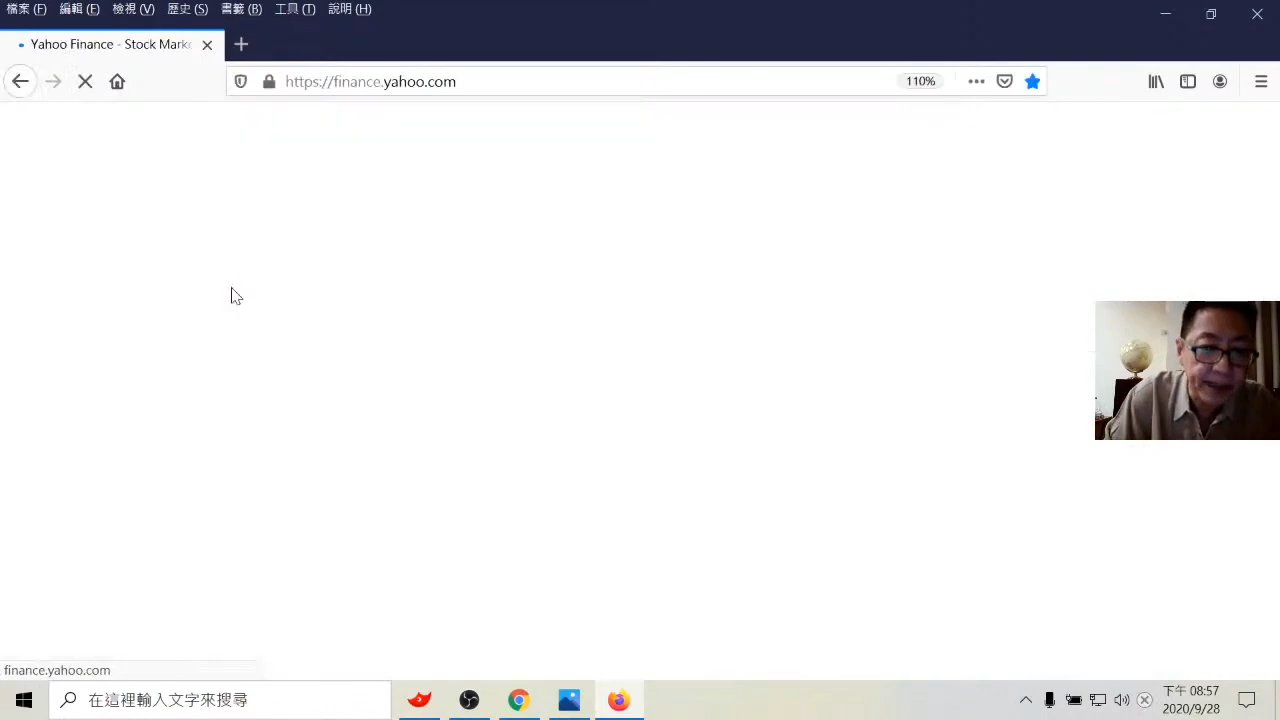 檔案(F) 編輯(E) 檢視(V) 歷史(S) 書籤(B) 工具(T) 說明(H)
Yahoo Finance - Stock Marke
https://finance.yahoo.com
110%
finance.yahoo.com
在這裡輸入文字來搜尋
下午 08:57
2020/9/28